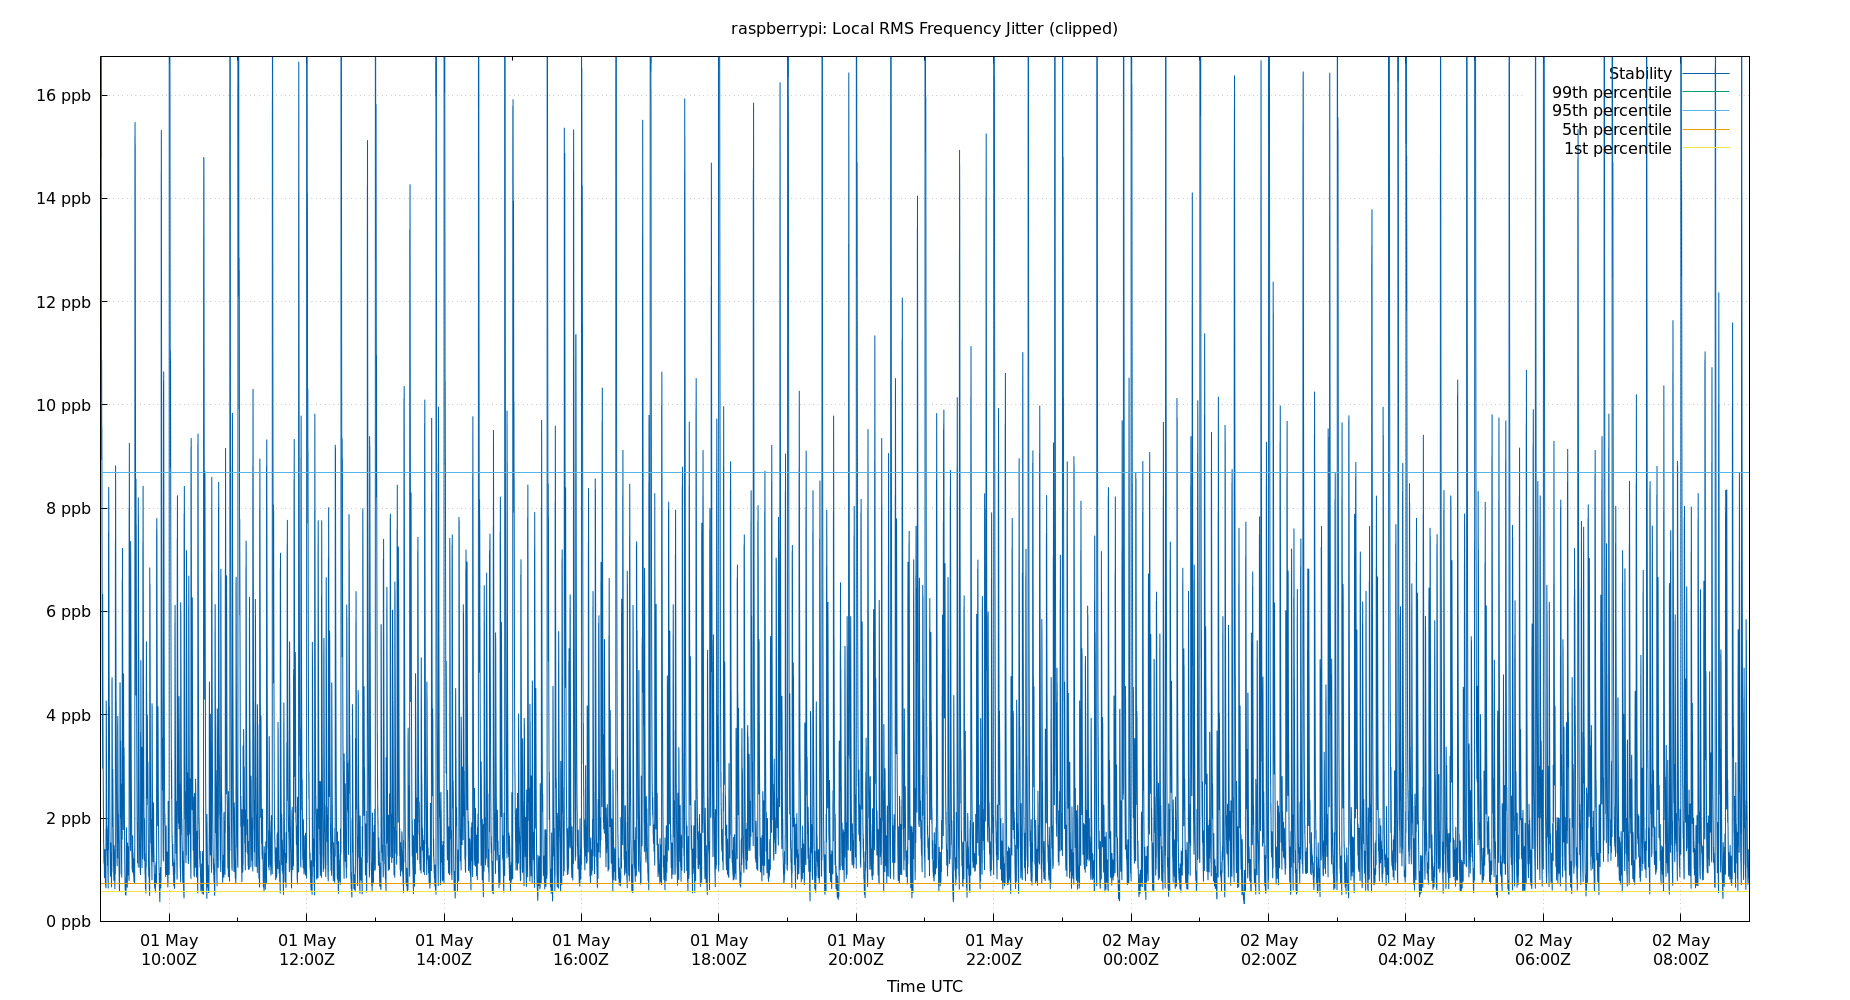 raspberrypi: Local RMS Frequency Jitter (clipped)
Stability
99th percentile
95th percentile
5th percentile
1st percentile
16 ppb
14 ppb
12 ppb
10 ppb
8 ppb
6 ppb
4 ppb
2 ppb
0 ppb
01 May 01 May 01 May 01 May 01 May 01 May 01 May 02 May 02 May 02 May 02 May 02 May
10:00Z 12:00Z 14:00Z 16:00Z 18:00Z 20:00Z 22:00Z 00:00Z 02:00Z 04:00Z 06:00Z 08:00Z
Time UTC